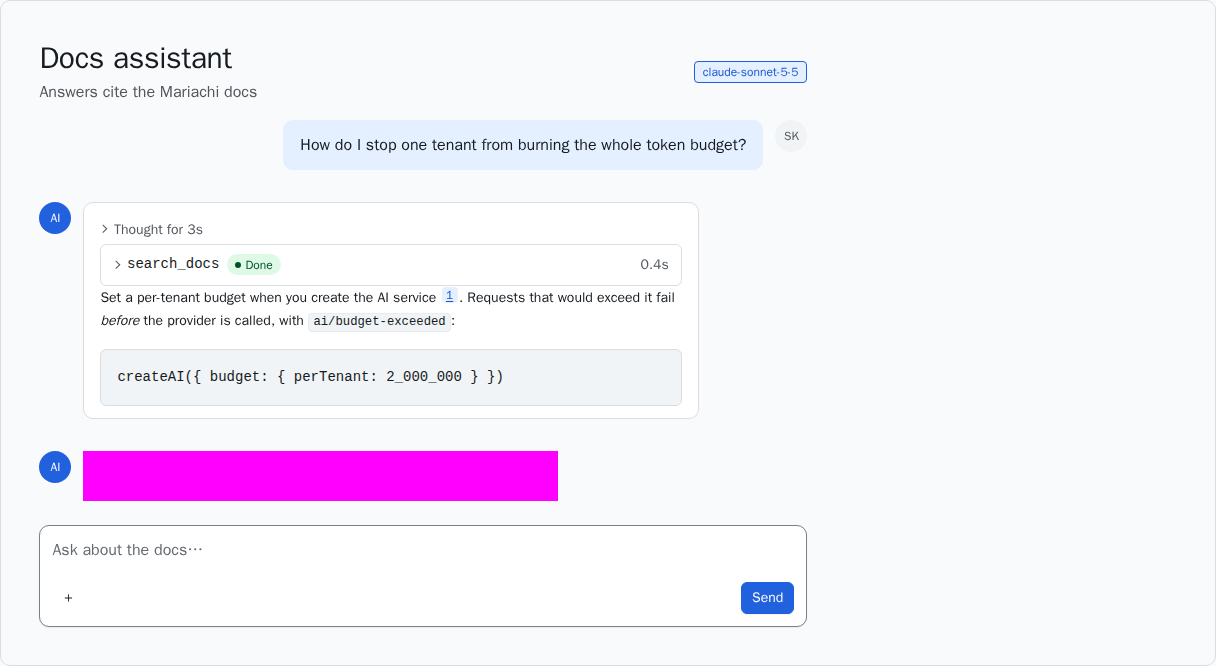 Docs assistant
claude-sonnet-5-5
Answers cite the Mariachi docs
How do I stop one tenant from burning the whole token budget?
SK
AI
Thought for 3s
search_docs Done 0.4s
Set a per-tenant budget when you create the AI service 1. Requests that would exceed it fail
before the provider is called, with ai/budget-exceeded:
createAI({ budget: { perTenant: 2_000_000 } })
AI
Ask about the docs…
+
Send